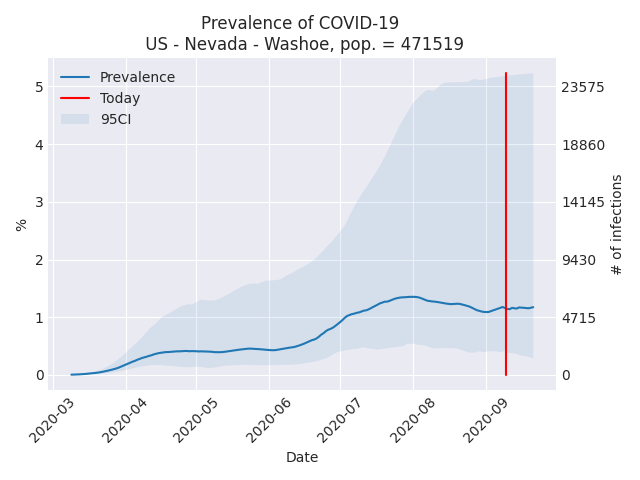 Prevalence of COVID-19
US - Nevada - Washoe, pop. = 471519
Prevalence
Today
95CI
5
4
3
2
1
0
%
23575
18860
14145
9430
4715
0
# of infections
2020-03
2020-04
2020-05
2020-06
2020-07
2020-08
2020-09
Date